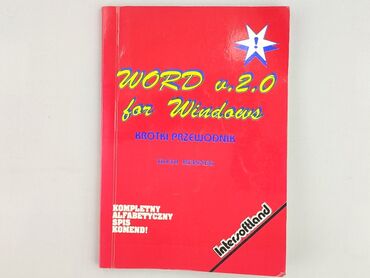 !
WORD v.2.0
for Windows
KRÓTKI PRZEWODNIK
KOMPLETNY
ALFABETYCZNY
SPIS
KOMEND!
Intersoftland